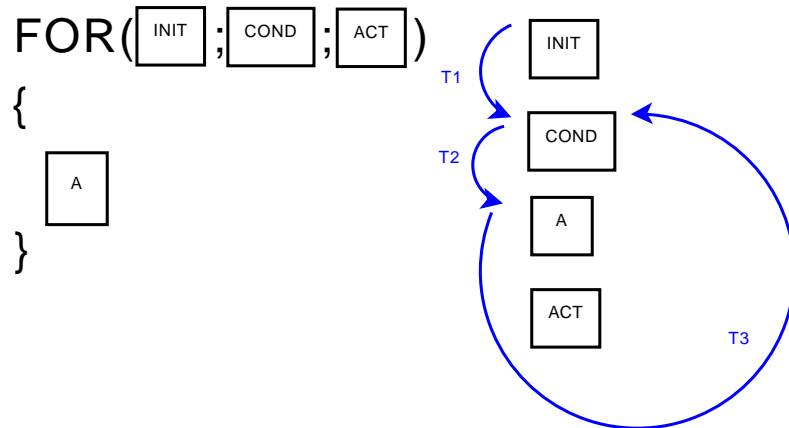 FOR(INIT;COND;ACT)
{
A
}
INIT
T1
COND
T2
A
ACT
T3